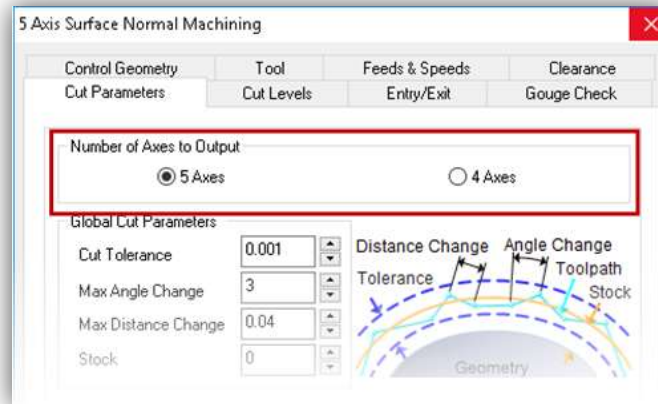 5 Axis Surface Normal Machining
Control Geometry Tool Feeds & Speeds Clearance
Cut Parameters Cut Levels Entry/Exit Gouge Check
Number of Axes to Output
5 Axes 4 Axes
Global Cut Parameters
Cut Tolerance 0.001
Max Angle Change 3
Max Distance Change 0.04
Stock 0
Distance Change Angle Change
Tolerance Toolpath
Stock
Geometry